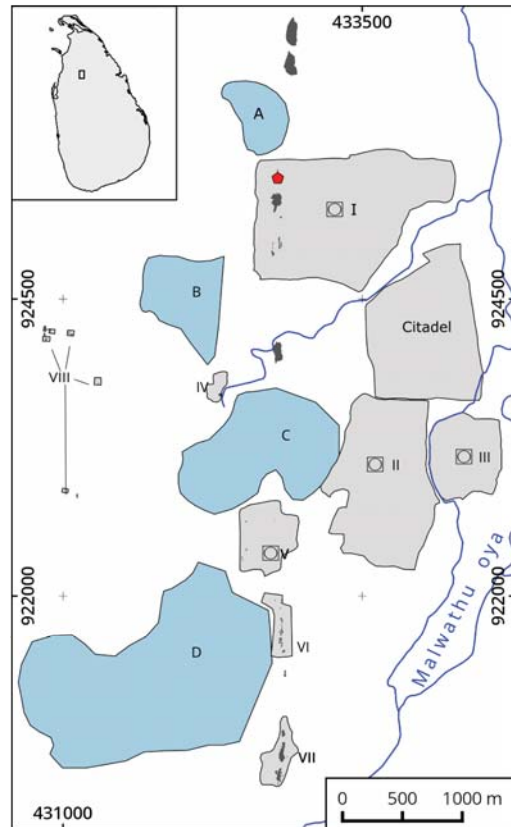 433500
A
I
924500
924500
B
Citadel
VIII
IV
C
II
III
V
922000
922000
Malwathu oya
D
VI
VII
431000
0 500 1000 m